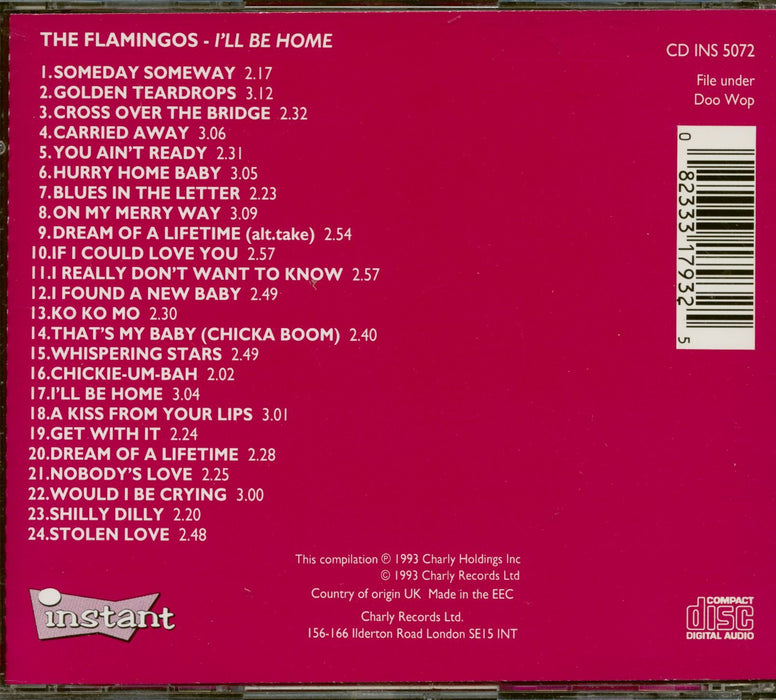 THE FLAMINGOS - I'LL BE HOME
1.SOMEDAY SOMEWAY 2.17
2.GOLDEN TEARDROPS 3.12
3.CROSS OVER THE BRIDGE 2.32
4.CARRIED AWAY 3.06
5.YOU AIN'T READY 2.31
6.HURRY HOME BABY 3.05
7.BLUES IN THE LETTER 2.23
8.ON MY MERRY WAY 3.09
9.DREAM OF A LIFETIME (alt.take) 2.54
10.IF I COULD LOVE YOU 2.57
11.I REALLY DON'T WANT TO KNOW 2.57
12.I FOUND A NEW BABY 2.49
13.KO KO MO 2.30
14.THAT'S MY BABY (CHICKA BOOM) 2.40
15.WHISPERING STARS 2.49
16.CHICKIE-UM-BAH 2.02
17.I'LL BE HOME 3.04
18.A KISS FROM YOUR LIPS 3.01
19.GET WITH IT 2.24
20.DREAM OF A LIFETIME 2.28
21.NOBODY'S LOVE 2.25
22.WOULD I BE CRYING 3.00
23.SHILLY DILLY 2.20
24.STOLEN LOVE 2.48
CD INS 5072
File under
Doo Wop
0 82333 17932 5
This compilation ℗ 1993 Charly Holdings Inc
© 1993 Charly Records Ltd
Country of origin UK Made in the EEC
Charly Records Ltd.
156-166 Ilderton Road London SE15 INT
instant
COMPACT
disc
DIGITAL AUDIO